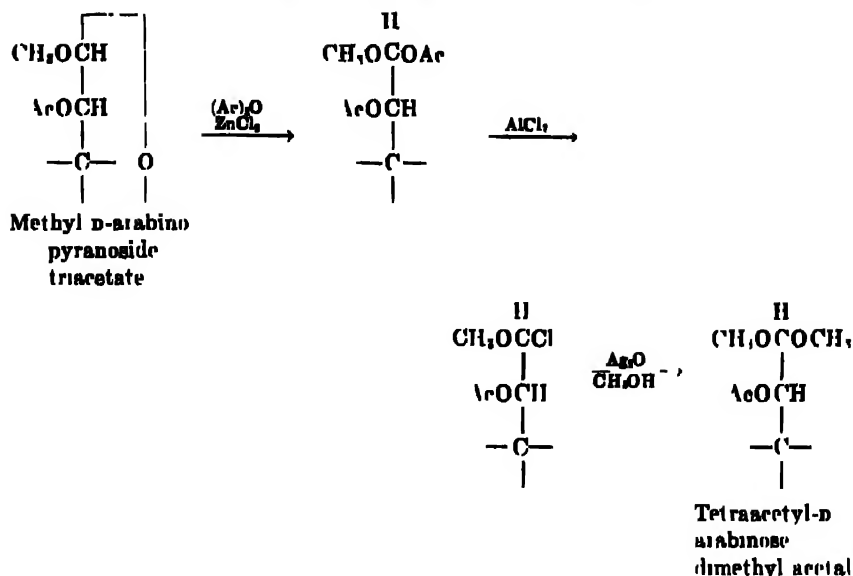 H
CH₃OCH
CH₃OCOAc
AcOCH
(Ac)₂O
ZnCl₂
AcOCH
AlCl₃
—C— O
—C—
Methyl D-arabino
pyranoside
triacetate
H
H
CH₃OCCl
Ag₂O
CH₃OH
CH₃OCOCH₃
AcOCH
AcOCH
—C—
—C—
Tetraacetyl-D
arabinose
dimethyl acetal